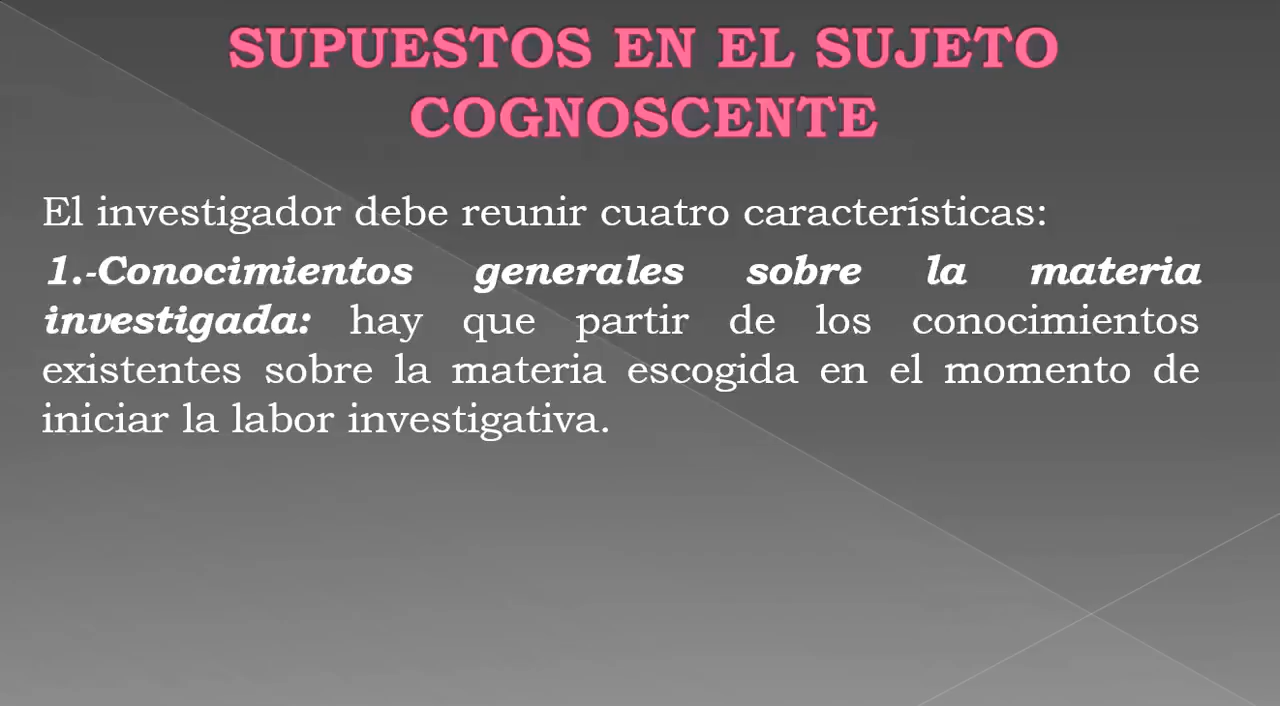 SUPUESTOS EN EL SUJETO
COGNOSCENTE
El investigador debe reunir cuatro características:
1.-Conocimientos generales sobre la materia
investigada: hay que partir de los conocimientos
existentes sobre la materia escogida en el momento de
iniciar la labor investigativa.